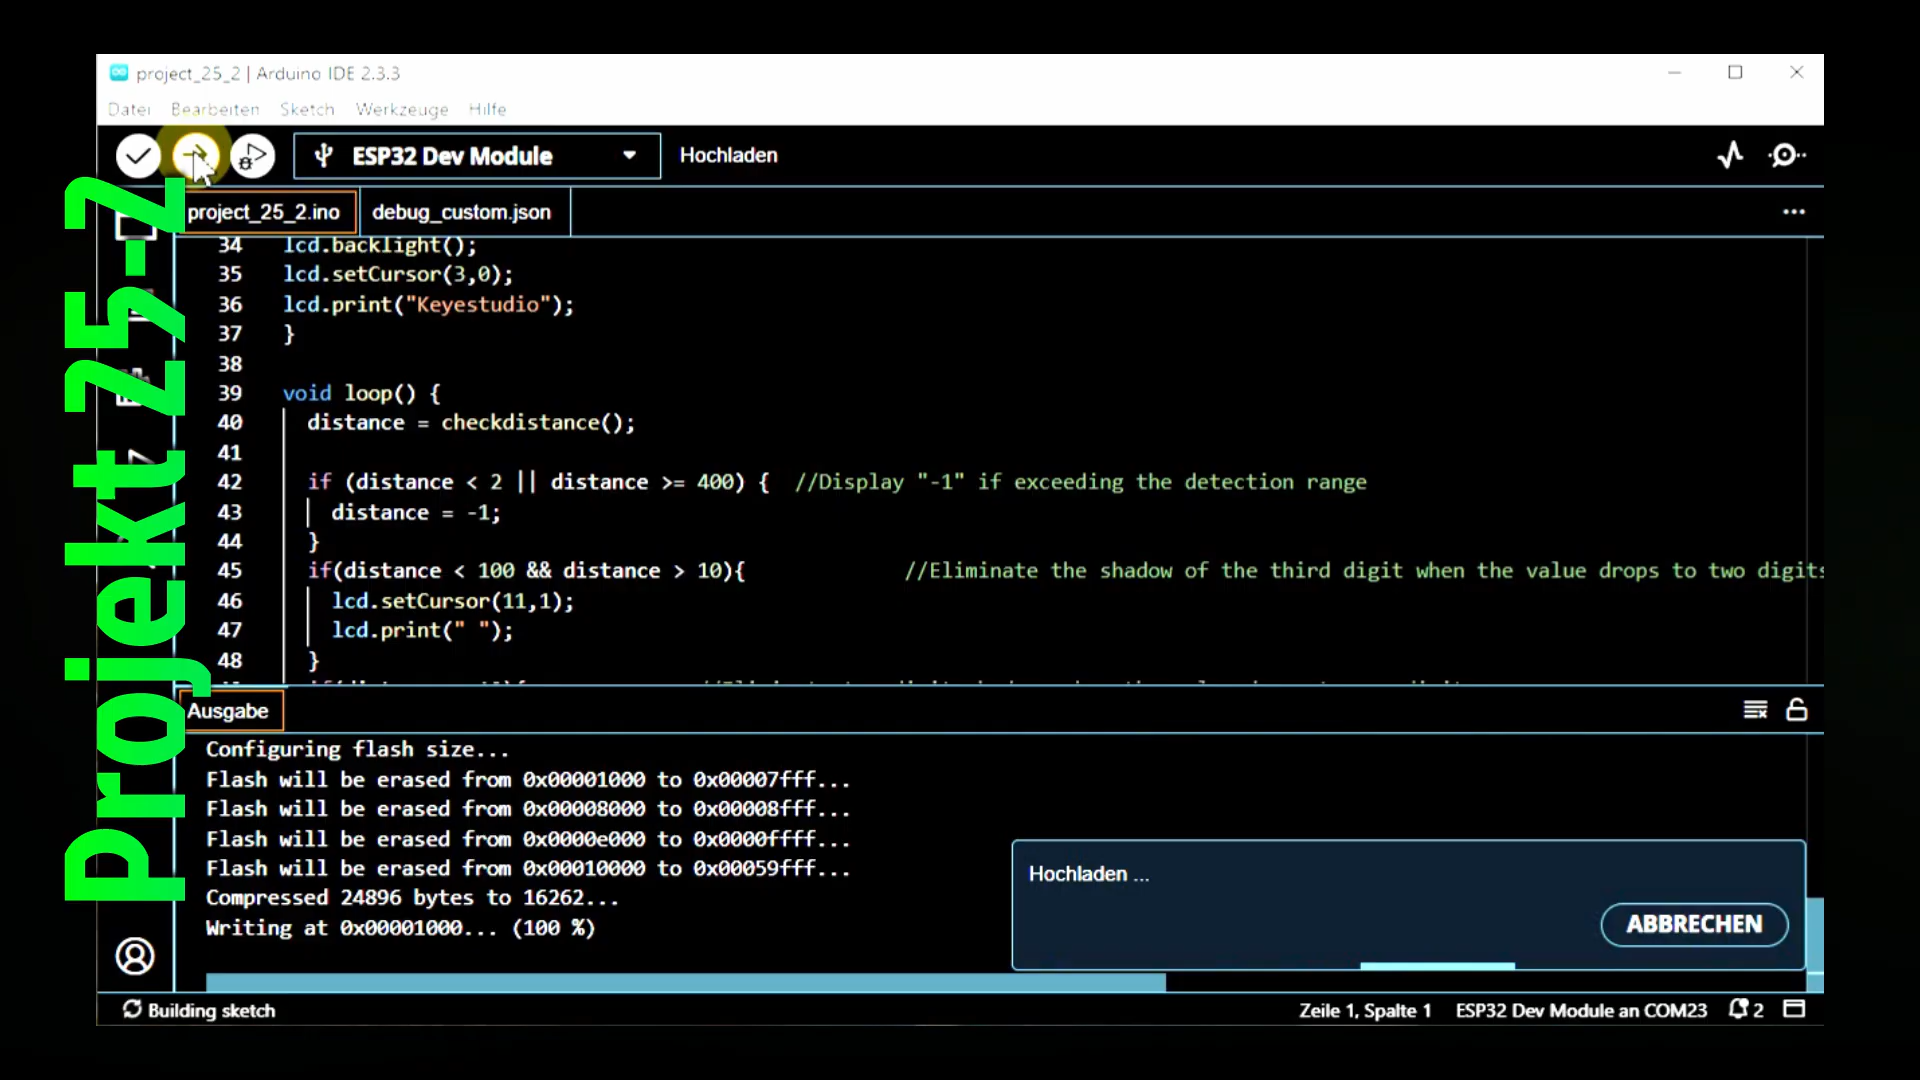 project_25_2 | Arduino IDE 2.3.3
Datei Bearbeiten Sketch Werkzeuge Hilfe
ESP32 Dev Module
Hochladen
project_25_2.ino
debug_custom.json
34 lcd.backlight();
35 lcd.setCursor(3,0);
36 lcd.print("Keyestudio");
37 }
38
39 void loop() {
40 distance = checkdistance();
41
42 if (distance < 2 || distance >= 400) { //Display "-1" if exceeding the detection range
43 distance = -1;
44 }
45 if(distance < 100 && distance > 10){ //Eliminate the shadow of the third digit when the value drops to two digits
46 lcd.setCursor(11,1);
47 lcd.print(" ");
48 }
Projekt 25-2
Ausgabe
Configuring flash size...
Flash will be erased from 0x00001000 to 0x00007fff...
Flash will be erased from 0x00008000 to 0x00008fff...
Flash will be erased from 0x0000e000 to 0x0000ffff...
Flash will be erased from 0x00010000 to 0x00059fff...
Compressed 24896 bytes to 16262...
Writing at 0x00001000... (100 %)
Hochladen ...
ABBRECHEN
Building sketch
Zeile 1, Spalte 1 ESP32 Dev Module an COM23 2